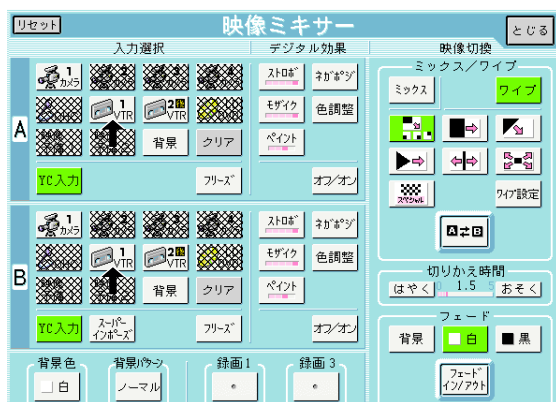 リセット
映像ミキサー
とじる
入力選択
デジタル効果
映像切換
A
1
カメラ
1
VTR
2
VTR
背景
クリア
YC入力
フリーズ
ストロボ
ネガポジ
モザイク
色調整
ペイント
オフ/オン
B
1
カメラ
1
VTR
2
VTR
背景
クリア
YC入力
スーパー
インポーズ
フリーズ
ストロボ
ネガポジ
モザイク
色調整
ペイント
オフ/オン
背景色
白
背景パターン
ノーマル
録画1
録画3
ミックス/ワイプ
ミックス
ワイプ
スペシャル
ワイプ設定
A⇄B
切りかえ時間
はやく
0
1.5
5
おそく
フェード
背景
白
黒
フェード
イン/アウト